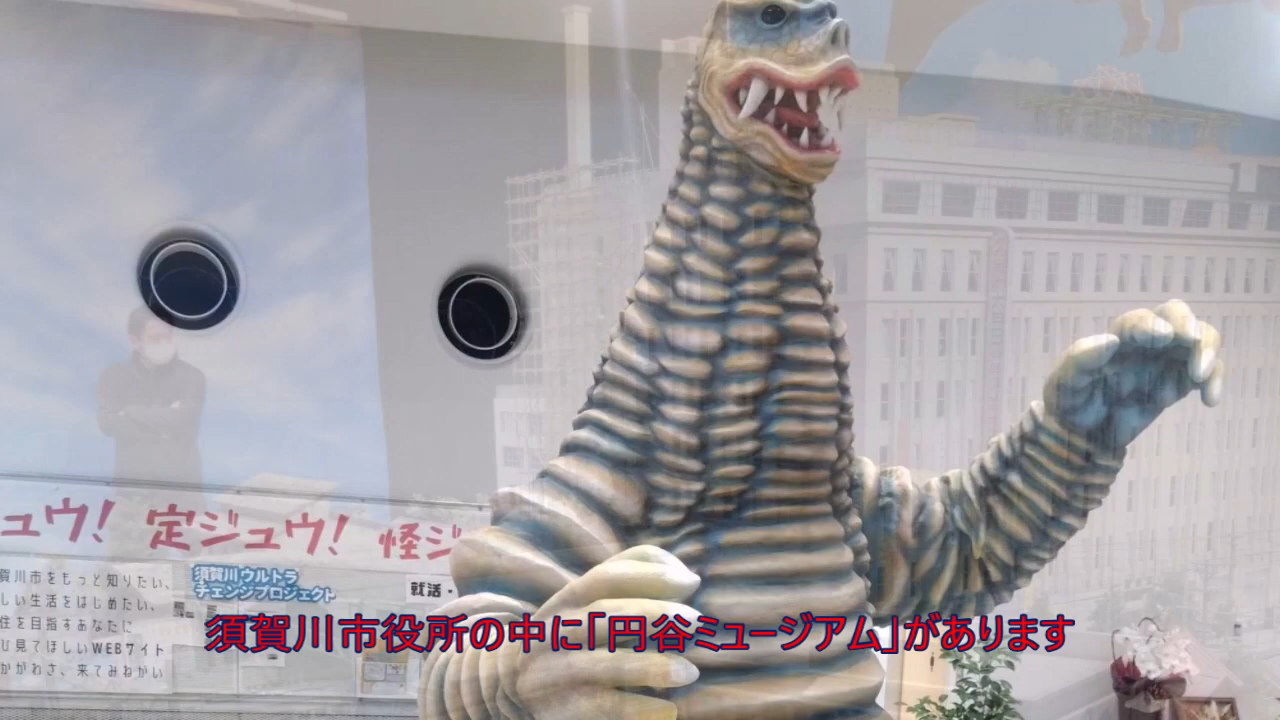 ュウ! 定ジュウ! 怪ジ
賀川市をもっと知りたい、
しい生活をはじめたい、
住を目指すあなたに
び見てほしいWEBサイト
かがわさ、来てみねがい
須賀川ウルトラ
チェンジプロジェクト
就活・
須賀川市役所の中に「円谷ミュージアム」があります